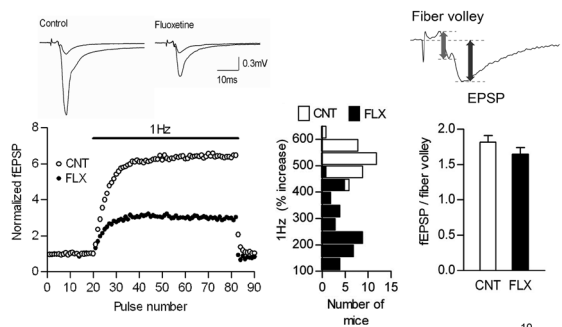 Control
Fluoxetine
0.3mV
10ms
Fiber volley
EPSP
1Hz
Normalized fEPSP
8
6
4
2
0
CNT
FLX
0 10 20 30 40 50 60 70 80 90
Pulse number
CNT
FLX
1Hz (% increase)
600
500
400
300
200
100
0 5 10 15
Number of
mice
fEPSP / fiber volley
2.0
1.5
1.0
0.5
0.0
CNT FLX